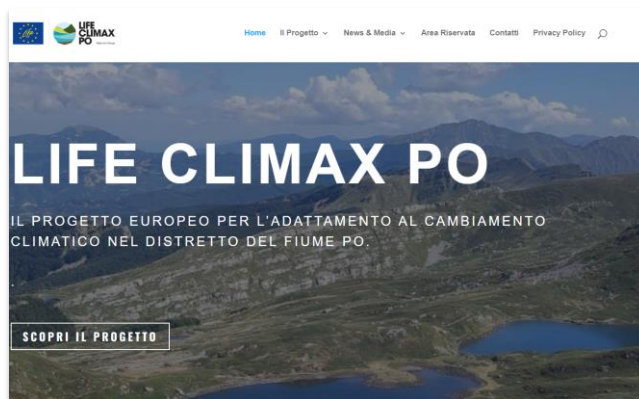 LIFE
CLIMAX
PO
Home Il Progetto News & Media Area Riservata Contatti Privacy Policy
LIFE CLIMAX PO
IL PROGETTO EUROPEO PER L'ADATTAMENTO AL CAMBIAMENTO
CLIMATICO NEL DISTRETTO DEL FIUME PO.
.
SCOPRI IL PROGETTO